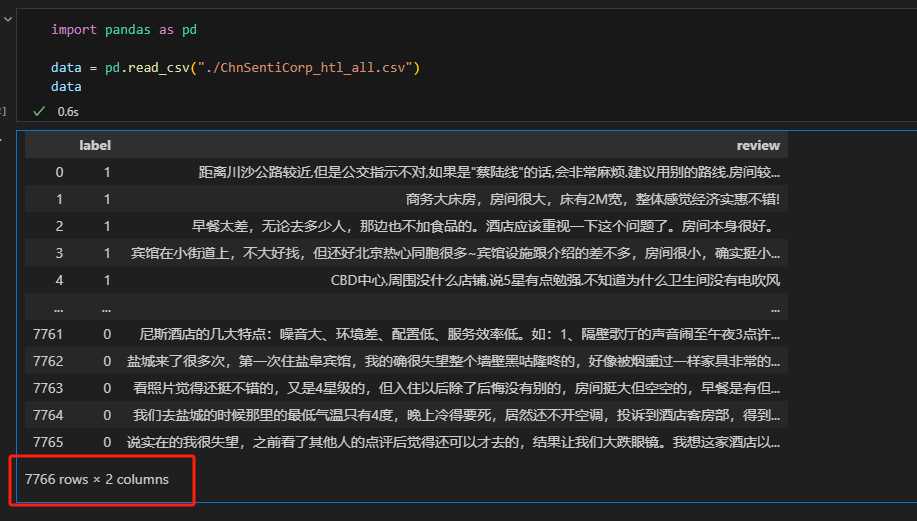 import pandas as pd
data = pd.read_csv("./ChnSentiCorp_htl_all.csv")
data
0.6s
label review
0 1 距离川沙公路较近,但是公交指示不对,如果是"蔡陆线"的话,会非常麻烦.建议用别的路线.房间较...
1 1 商务大床房，房间很大，床有2M宽，整体感觉经济实惠不错!
2 1 早餐太差，无论去多少人，那边也不加食品的。酒店应该重视一下这个问题了。房间本身很好。
3 1 宾馆在小街道上，不大好找，但还好北京热心同胞很多~宾馆设施跟介绍的差不多，房间很小，确实挺小...
4 1 CBD中心,周围没什么店铺,说5星有点勉强.不知道为什么卫生间没有电吹风
... ... ...
7761 0 尼斯酒店的几大特点：噪音大、环境差、配置低、服务效率低。如：1、隔壁歌厅的声音闹至午夜3点许...
7762 0 盐城来了很多次，第一次住盐阜宾馆，我的确很失望整个墙壁黑咕隆咚的，好像被烟熏过一样家具非常的...
7763 0 看照片觉得还挺不错的，又是4星级的，但入住以后除了后悔没有别的，房间挺大但空空的，早餐是有但...
7764 0 我们去盐城的时候那里的最低气温只有4度，晚上冷得要死，居然还不开空调，投诉到酒店客房部，得到...
7765 0 说实在的我很失望，之前看了其他人的点评后觉得还可以才去的，结果让我们大跌眼镜。我想这家酒店以...
7766 rows × 2 columns